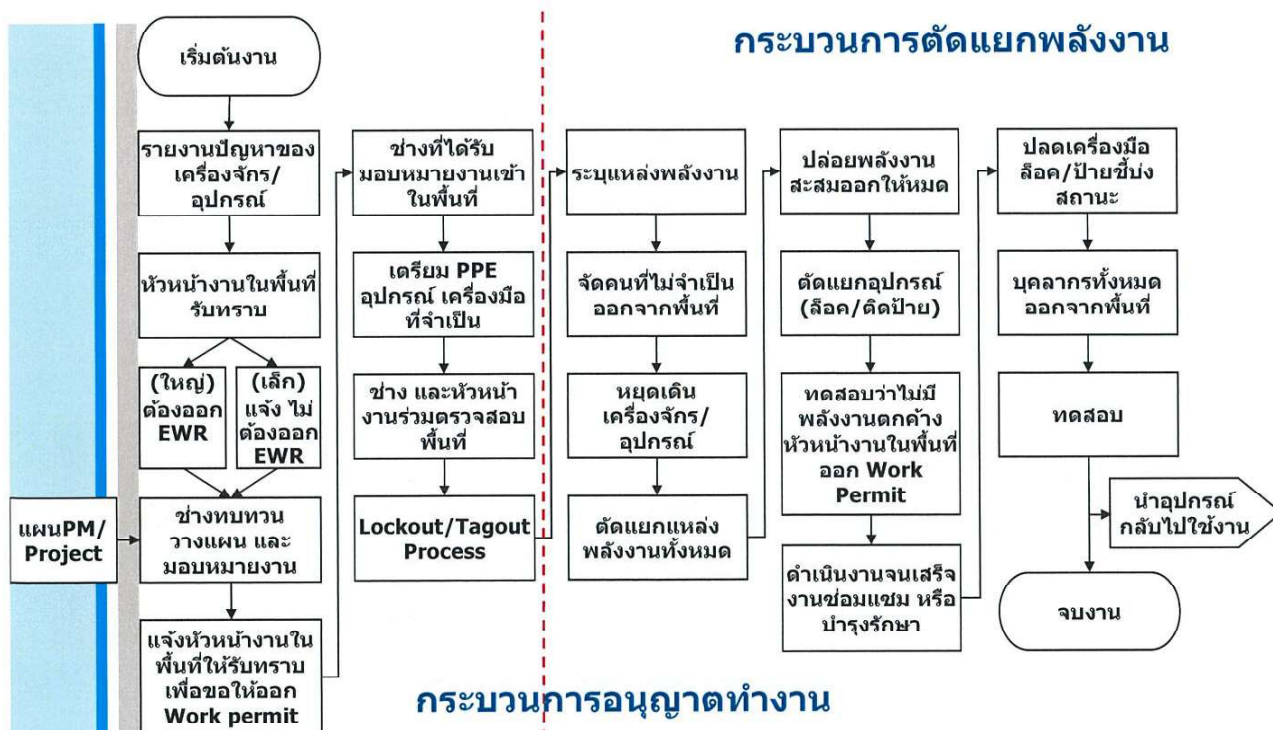 กระบวนการตัดแยกพลังงาน
เริ่มต้นงาน
รายงานปัญหาของ
เครื่องจักร/
อุปกรณ์
หัวหน้างานในพื้นที่
รับทราบ
(ใหญ่)
ต้องออก
EWR
(เล็ก)
แจ้ง ไม่
ต้องออก
EWR
แผนPM/
Project
ช่างทบทวน
วางแผน และ
มอบหมายงาน
แจ้งหัวหน้างานใน
พื้นที่ให้รับทราบ
เพื่อขอให้ออก
Work permit
ช่างที่ได้รับ
มอบหมายงานเข้า
ในพื้นที่
เตรียม PPE
อุปกรณ์ เครื่องมือ
ที่จำเป็น
ช่าง และหัวหน้า
งานร่วมตรวจสอบ
พื้นที่
Lockout/Tagout
Process
ระบุแหล่งพลังงาน
จัดคนที่ไม่จำเป็น
ออกจากพื้นที่
หยุดเดิน
เครื่องจักร/
อุปกรณ์
ตัดแยกแหล่ง
พลังงานทั้งหมด
ปล่อยพลังงาน
สะสมออกให้หมด
ตัดแยกอุปกรณ์
(ล็อค/ติดป้าย)
ทดสอบว่าไม่มี
พลังงานตกค้าง
หัวหน้างานในพื้นที่
ออก Work
Permit
ดำเนินงานจนเสร็จ
งานซ่อมแซม หรือ
บำรุงรักษา
ปลดเครื่องมือ
ล็อค/ป้ายชี้บ่ง
สถานะ
บุคลากรทั้งหมด
ออกจากพื้นที่
ทดสอบ
นำอุปกรณ์
กลับไปใช้งาน
จบงาน
กระบวนการอนุญาตทำงาน